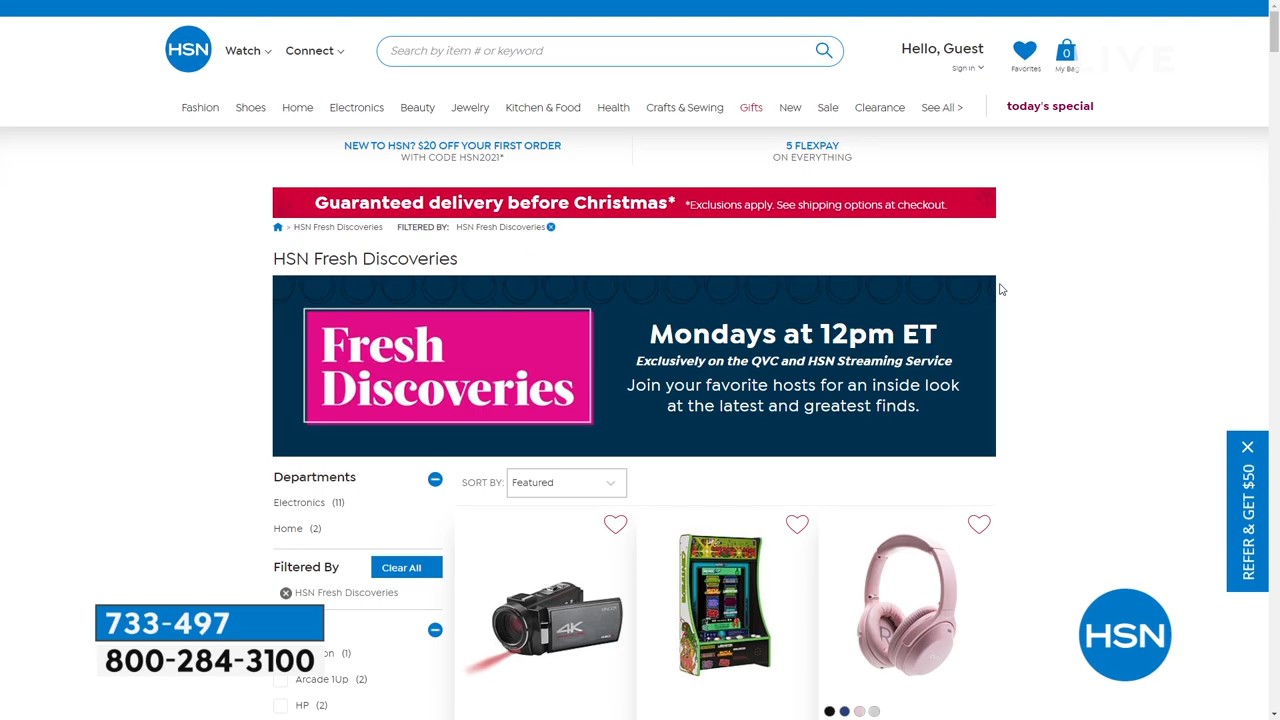 HSN
Watch
Connect
Search by item # or keyword
Hello, Guest
Sign in
Favorites
0
My Bag
LIVE
Fashion
Shoes
Home
Electronics
Beauty
Jewelry
Kitchen & Food
Health
Crafts & Sewing
Gifts
New
Sale
Clearance
See All >
today's special
NEW TO HSN? $20 OFF YOUR FIRST ORDER
WITH CODE HSN2021*
5 FLEXPAY
ON EVERYTHING
Guaranteed delivery before Christmas* *Exclusions apply. See shipping options at checkout.
> HSN Fresh Discoveries
FILTERED BY: HSN Fresh Discoveries
HSN Fresh Discoveries
Fresh
Discoveries
Mondays at 12pm ET
Exclusively on the QVC and HSN Streaming Service
Join your favorite hosts for an inside look
at the latest and greatest finds.
REFER & GET $50
Departments
Electronics (11)
Home (2)
SORT BY: Featured
Filtered By
Clear All
HSN Fresh Discoveries
4K
R
733-497
800-284-3100
(1)
Arcade 1Up (2)
HP (2)
HSN